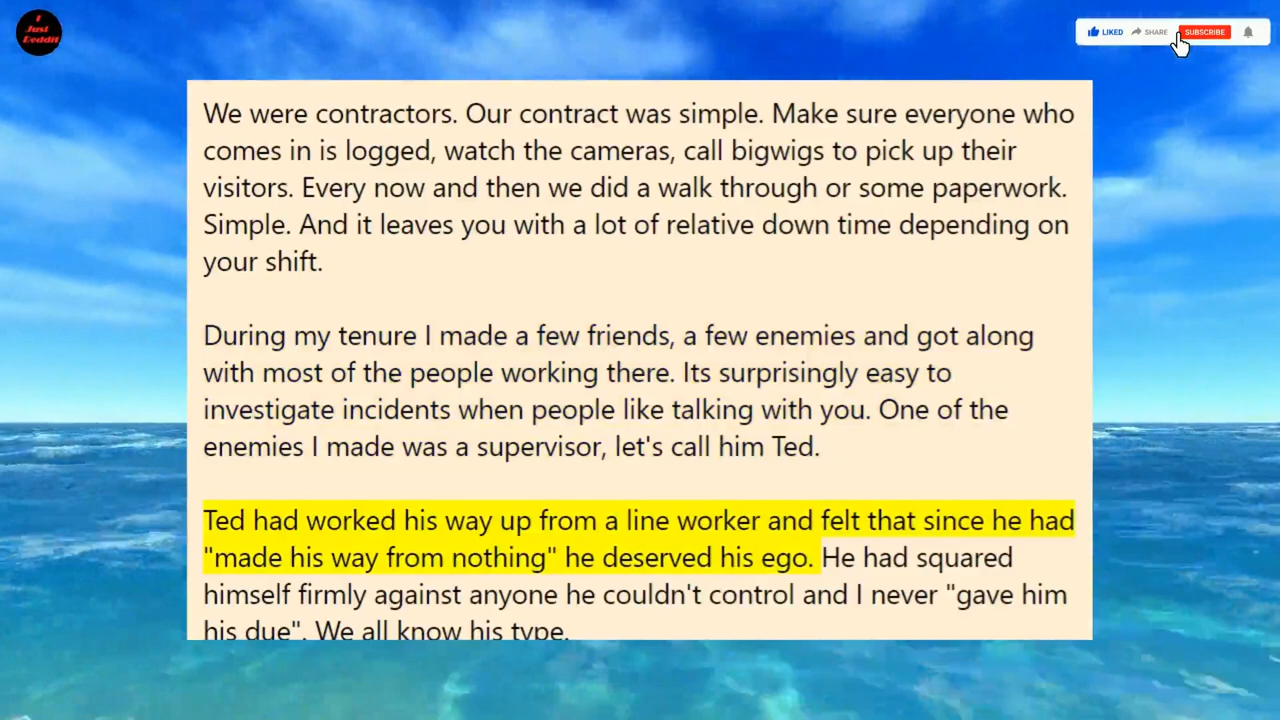 I
Just
Reddit
LIKED
SHARE
SUBSCRIBE
We were contractors. Our contract was simple. Make sure everyone who
comes in is logged, watch the cameras, call bigwigs to pick up their
visitors. Every now and then we did a walk through or some paperwork.
Simple. And it leaves you with a lot of relative down time depending on
your shift.
During my tenure I made a few friends, a few enemies and got along
with most of the people working there. Its surprisingly easy to
investigate incidents when people like talking with you. One of the
enemies I made was a supervisor, let's call him Ted.
Ted had worked his way up from a line worker and felt that since he had
"made his way from nothing" he deserved his ego. He had squared
himself firmly against anyone he couldn't control and I never "gave him
his due". We all know his type.